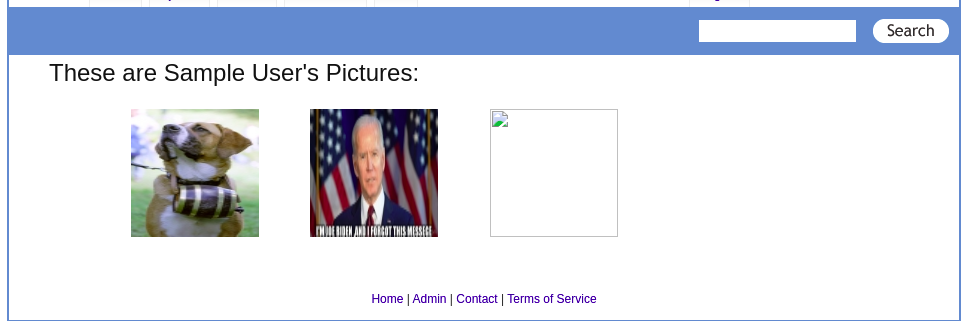 Search
These are Sample User's Pictures:
I'M JOE BIDEN, AND I FORGOT THIS MESSEGE
Home | Admin | Contact | Terms of Service